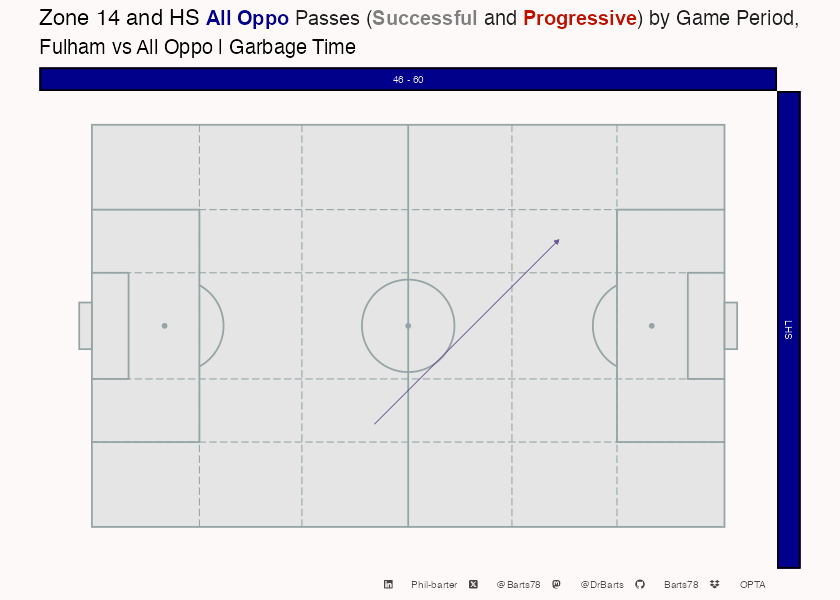 Zone 14 and HS All Oppo Passes (Successful and Progressive) by Game Period,
Fulham vs All Oppo | Garbage Time
46 - 60
LHS
Phil-barter @Barts78 @DrBarts Barts78 OPTA